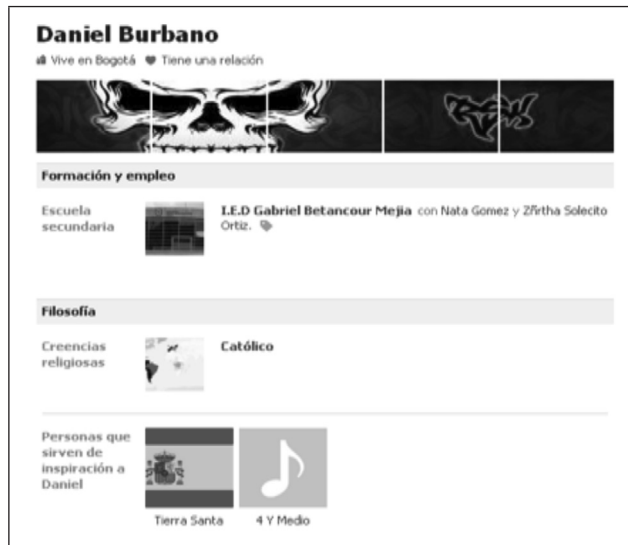 Daniel Burbano
Vive en Bogotá Tiene una relación
Formación y empleo
Escuela
secundaria
I.E.D Gabriel Betancour Mejia con Nata Gomez y Zñrtha Solecito
Ortiz.
Filosofía
Creencias
religiosas
Católico
Personas que
sirven de
inspiración a
Daniel
Tierra Santa 4 Y Medio